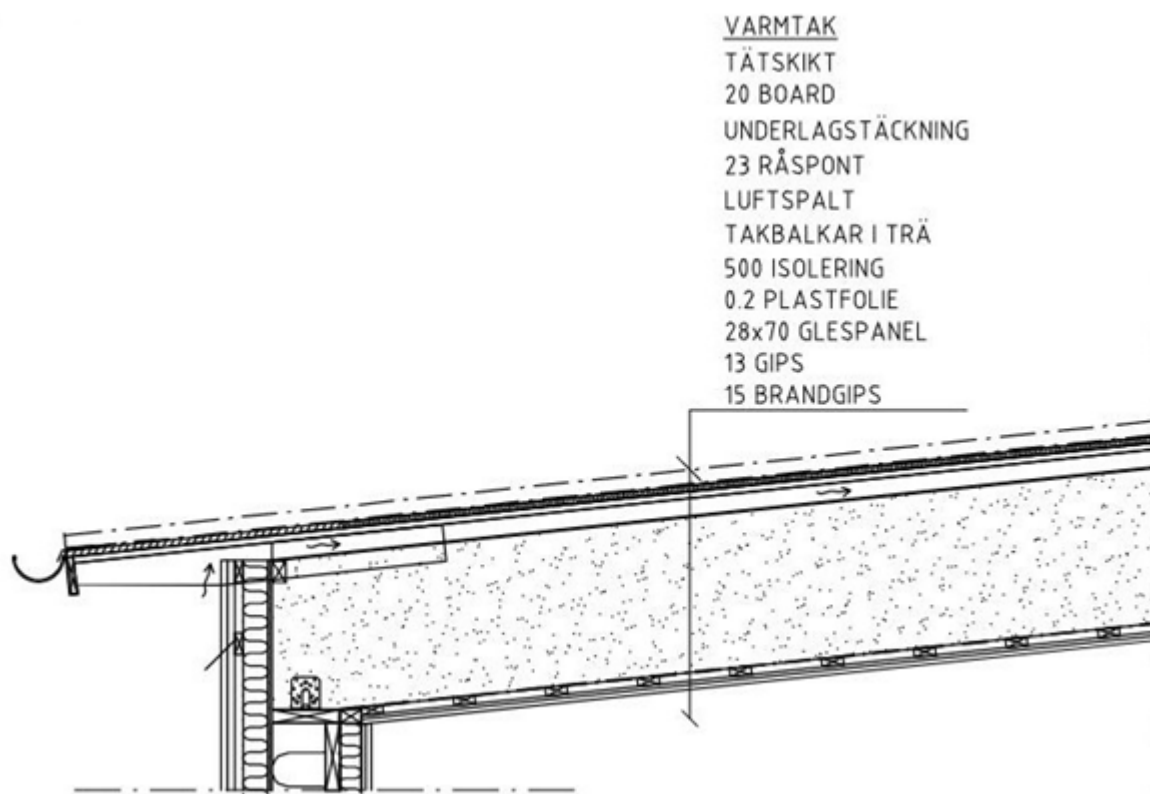 VARMTAK
TÄTSKIKT
20 BOARD
UNDERLAGSTÄCKNING
23 RÅSPONT
LUFTSPALT
TAKBALKAR I TRÄ
500 ISOLERING
0.2 PLASTFOLIE
28x70 GLESPANEL
13 GIPS
15 BRANDGIPS